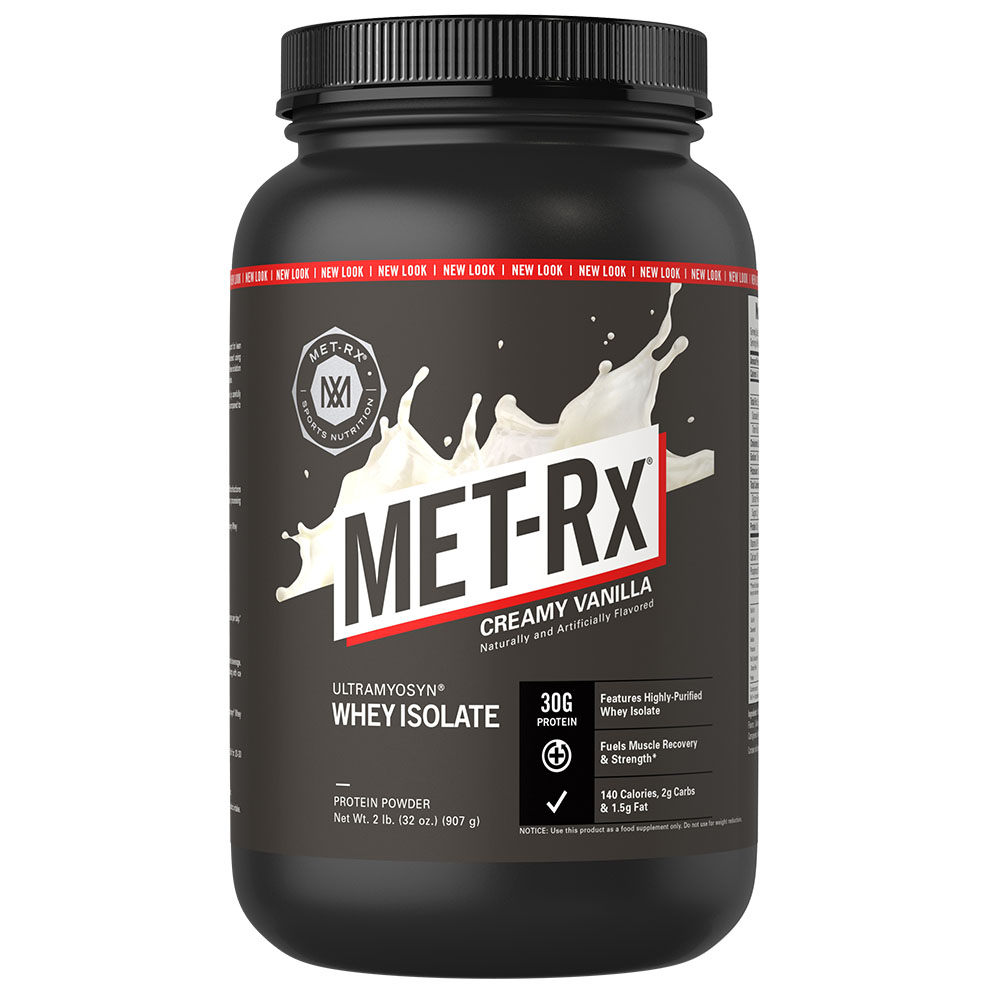 NEW LOOK | NEW LOOK | NEW LOOK | NEW LOOK | NEW LOOK | NEW LOOK | NEW LOOK | NEW LOOK | NEW LOOK | NEW
MET-RX®
SPORTS NUTRITION
MET-Rx®
CREAMY VANILLA
Naturally and Artificially Flavored
ULTRAMYOSYN®
WHEY ISOLATE
PROTEIN POWDER
Net Wt. 2 lb. (32 oz.) (907 g)
30G
PROTEIN
Features Highly-Purified
Whey Isolate
Fuels Muscle Recovery
& Strength*
140 Calories, 2g Carbs
& 1.5g Fat
NOTICE: Use this product as a food supplement only. Do not use for weight reduction.